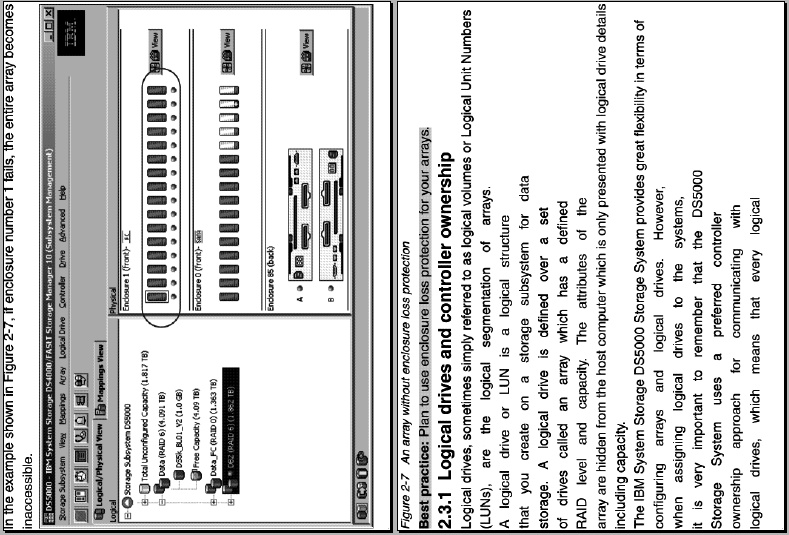 In the example shown in Figure 2-7, if enclosure number 1 fails, the entire array becomes
inaccessible.
DS5000 - IBM System Storage DS4000/FAStT Storage Manager 10 (Subsystem Management)
Storage Subsystem View Mappings Array Logical Drive Controller Drive Advanced Help
IBM
Logical/Physical View
Mappings View
Logical
Storage Subsystem DS5000
Total Unconfigured Capacity (1.817 TB)
Data (RAID 6) (4.091 TB)
DS5k_BL01_V2 (1.0 GB)
Free Capacity (4.09 TB)
Data_PC (RAID 0) (1.363 TB)
DB2 (RAID 6) (1.362 TB)
Physical
Enclosure 1 (front)- FC
View
Enclosure 0 (front)-
View
Enclosure 85 (back)
View
A
B
Figure 2-7 An array without enclosure loss protection
Best practice: Plan to use enclosure loss protection for your arrays.
2.3.1 Logical drives and controller ownership
Logical drives, sometimes simply referred to as logical volumes or Logical Unit Numbers
(LUNs), are the logical segmentation of arrays.
A logical drive or LUN is a logical structure
that you create on a storage subsystem for data
storage. A logical drive is defined over a set
of drives called an array which has a defined
RAID level and capacity. The attributes of the
array are hidden from the host computer which is only presented with logical drive details
including capacity.
The IBM System Storage DS5000 Storage System provides great flexibility in terms of
configuring arrays and logical drives. However,
when assigning logical drives to the systems,
it is very important to remember that the DS5000
Storage System uses a preferred controller
ownership approach for communicating with
logical drives, which means that every logical